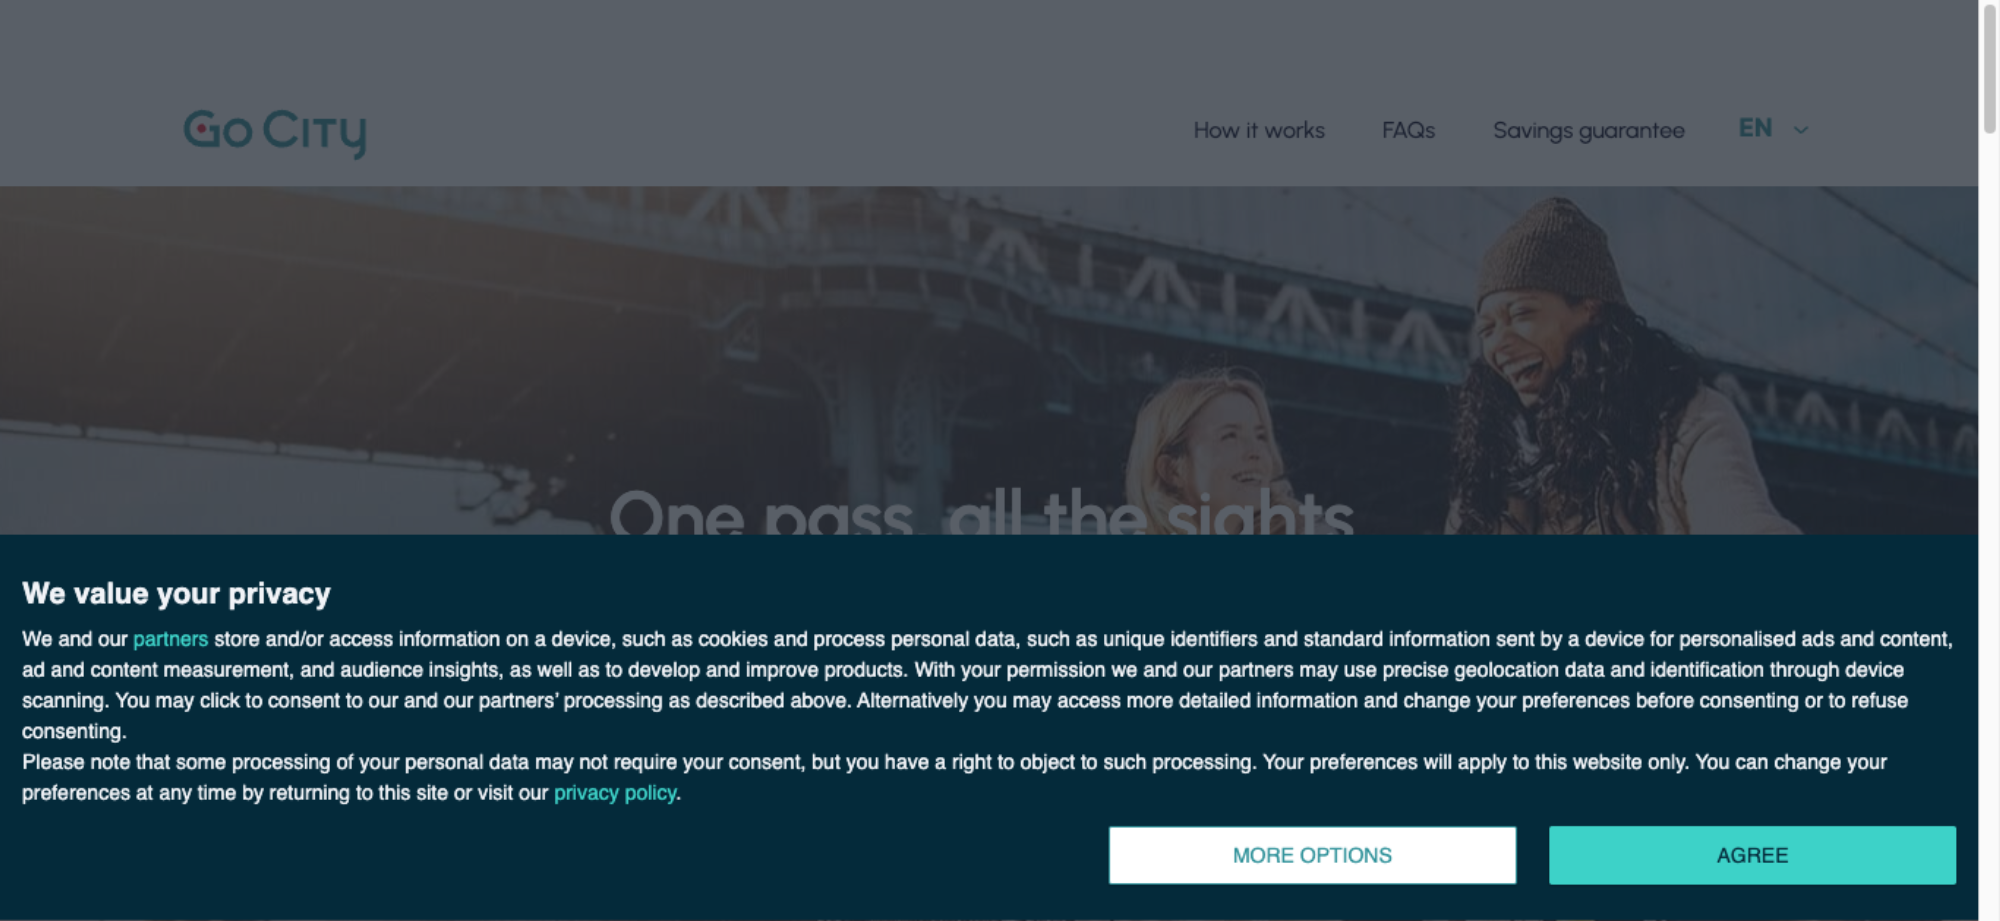 Go City
How it works
FAQs
Savings guarantee
EN
One pass, all the sights
We value your privacy
We and our partners store and/or access information on a device, such as cookies and process personal data, such as unique identifiers and standard information sent by a device for personalised ads and content,
ad and content measurement, and audience insights, as well as to develop and improve products. With your permission we and our partners may use precise geolocation data and identification through device
scanning. You may click to consent to our and our partners’ processing as described above. Alternatively you may access more detailed information and change your preferences before consenting or to refuse
consenting.
Please note that some processing of your personal data may not require your consent, but you have a right to object to such processing. Your preferences will apply to this website only. You can change your
preferences at any time by returning to this site or visit our privacy policy.
MORE OPTIONS
AGREE